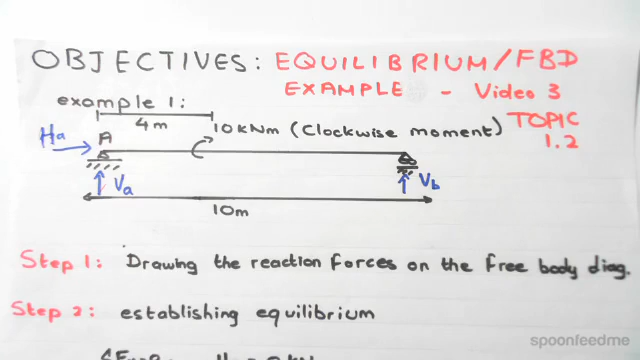 OBJECTIVES: EQUILIBRIUM/FBD
EXAMPLE - Video 3
TOPIC 1.2
example 1:
4m
10kNm (Clockwise moment)
Ha
A
Va
Vb
10m
Step 1: Drawing the reaction forces on the free body diag.
Step 2: establishing equilibrium
spoonfeedme